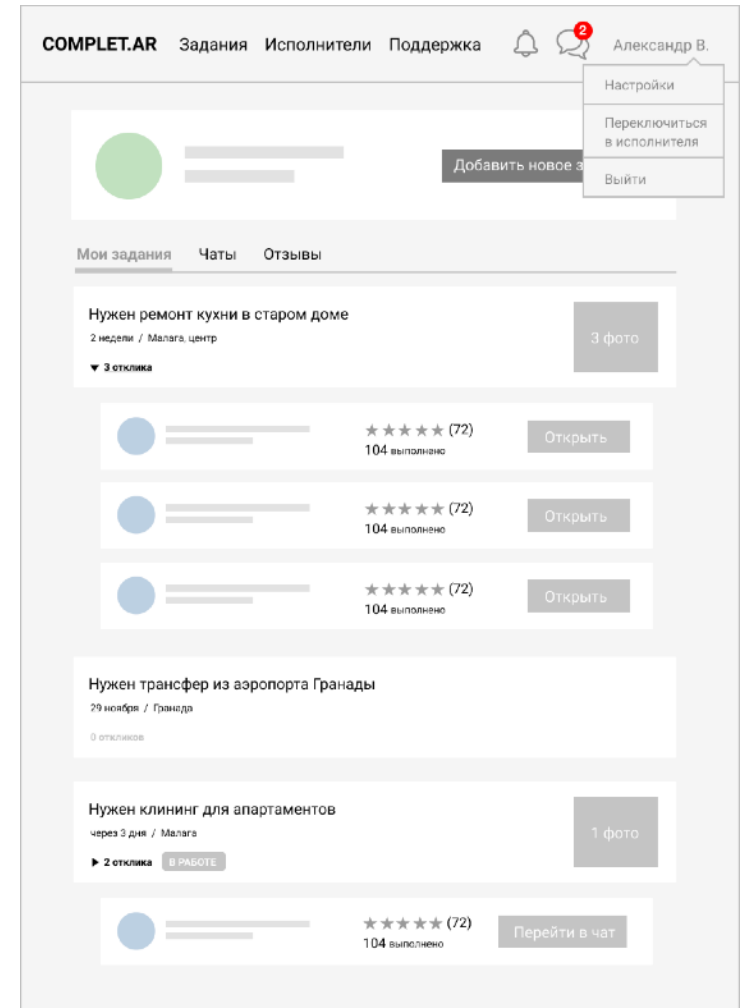 COMPLET.AR Задания Исполнители Поддержка 2 Александр В.
Настройки
Переключиться
в исполнителя
Выйти
Добавить новое з
Мои задания Чаты Отзывы
Нужен ремонт кухни в старом доме
2 недели / Малага, центр
▼ 3 отклика
3 фото
★★★★★ (72)
104 выполнено
Открыть
★★★★★ (72)
104 выполнено
Открыть
★★★★★ (72)
104 выполнено
Открыть
Нужен трансфер из аэропорта Гранады
29 ноября / Гранада
0 откликов
Нужен клининг для апартаментов
через 3 дня / Малага
▶ 2 отклика В РАБОТЕ
1 фото
★★★★★ (72)
104 выполнено
Перейти в чат